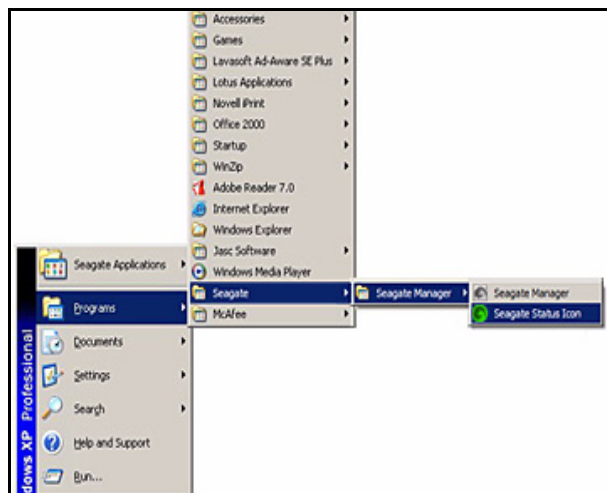 Accessories
Games
Lavasoft Ad-Aware SE Plus
Lotus Applications
Novell iPrint
Office 2000
Startup
WinZip
Adobe Reader 7.0
Internet Explorer
Windows Explorer
Jasc Software
Windows Media Player
Seagate
McAfee
Seagate Manager
Seagate Manager
Seagate Status Icon
Seagate Applications
Programs
Documents
Settings
Search
Help and Support
Run...
dows XP Professional